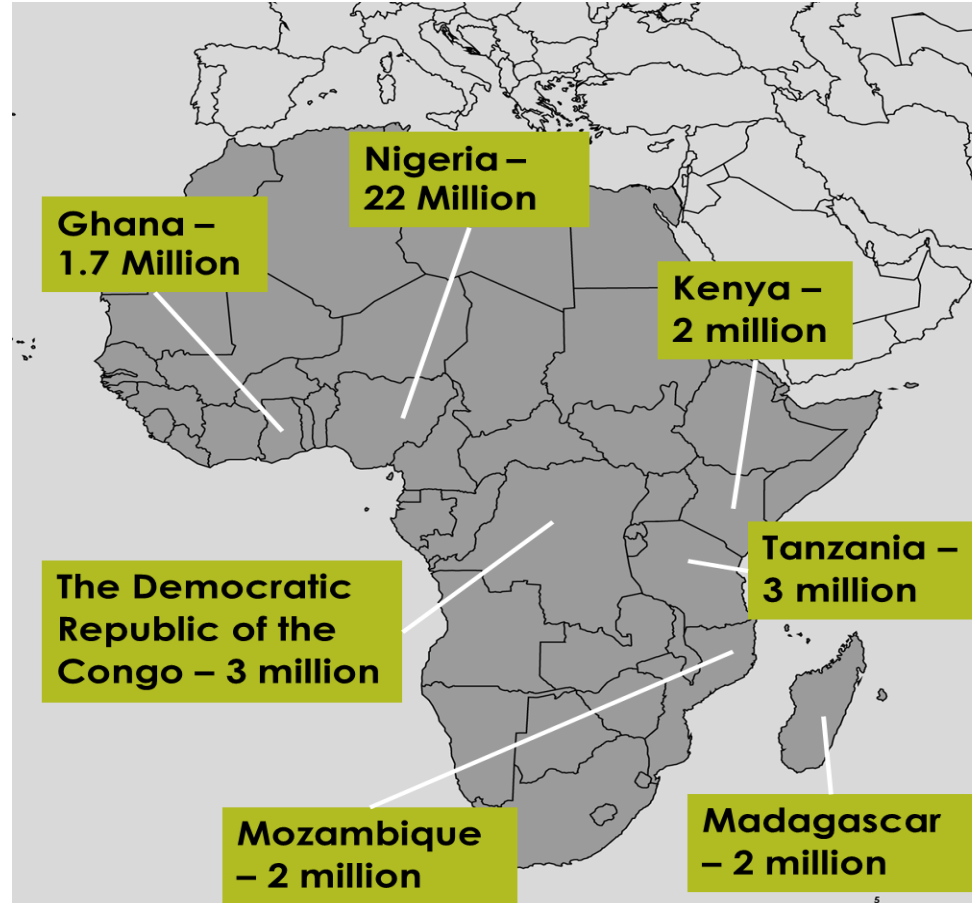 Nigeria –
22 Million
Ghana –
1.7 Million
Kenya –
2 million
Tanzania –
3 million
The Democratic
Republic of the
Congo – 3 million
Mozambique
– 2 million
Madagascar
– 2 million
5